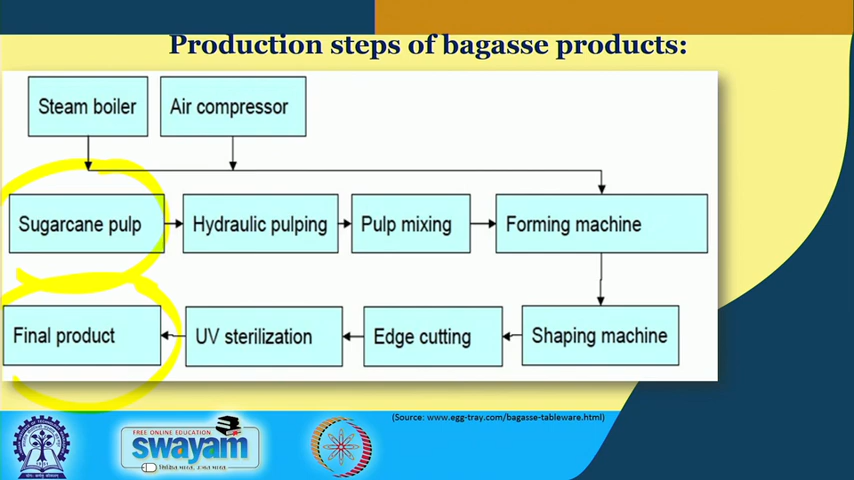 Production steps of bagasse products:
Steam boiler
Air compressor
Sugarcane pulp
Hydraulic pulping
Pulp mixing
Forming machine
Final product
UV sterilization
Edge cutting
Shaping machine
(Source: www.egg-tray.com/bagasse-tableware.html)
FREE ONLINE EDUCATION
swayam